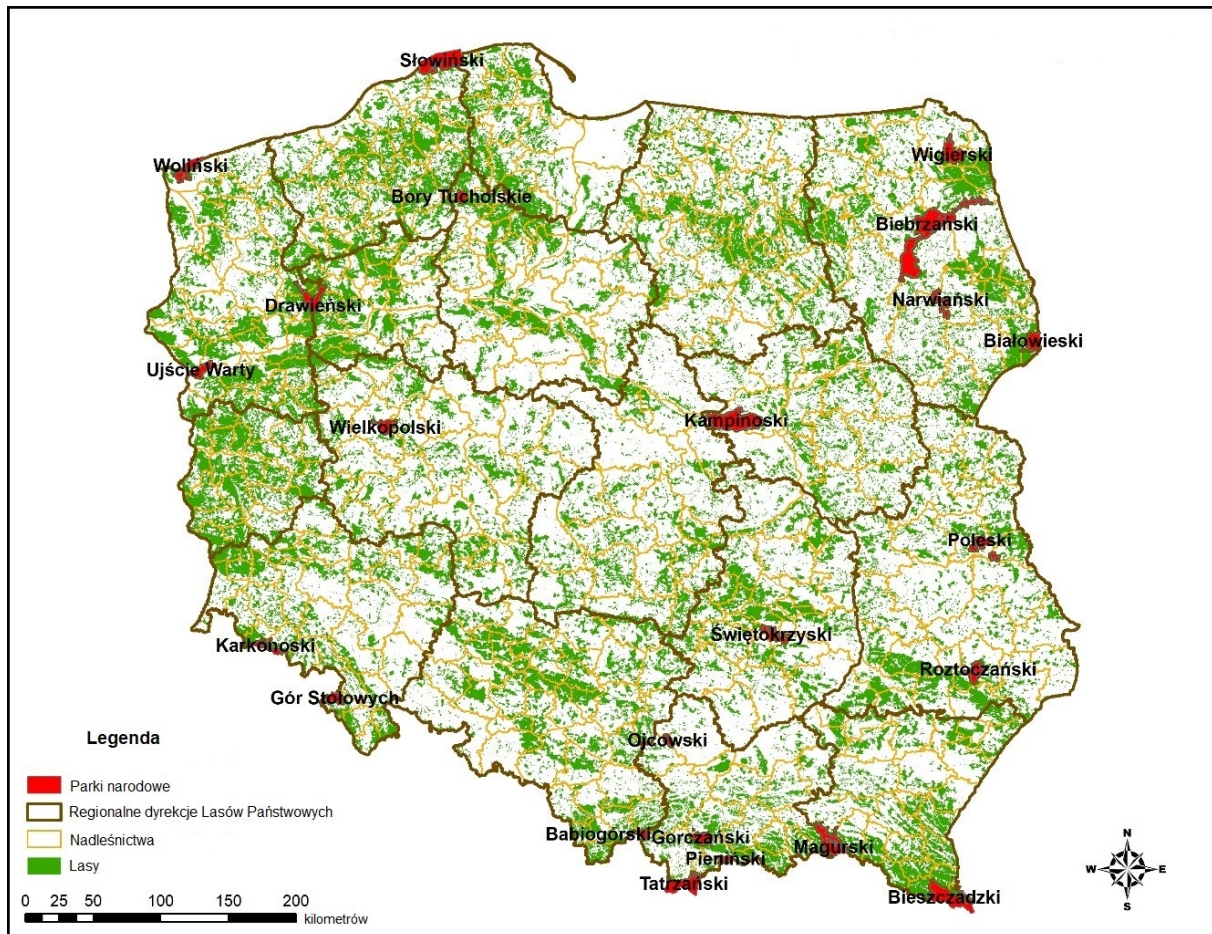 Słowiński
Woliński
Wigierski
Bory Tucholskie
Biebrzański
Narwiański
Drawieński
Białowieski
Ujście Warty
Kampinoski
Wielkopolski
Poleski
Świętokrzyski
Karkonoski
Roztoczański
Gór Stołowych
Ojcowski
Babiogórski
Gorczański
Magurski
Pieniński
Tatrzański
Bieszczadzki
Legenda
Parki narodowe
Regionalne dyrekcje Lasów Państwowych
Nadleśnictwa
Lasy
0 25 50 100 150 200
kilometrów
N
W E
S